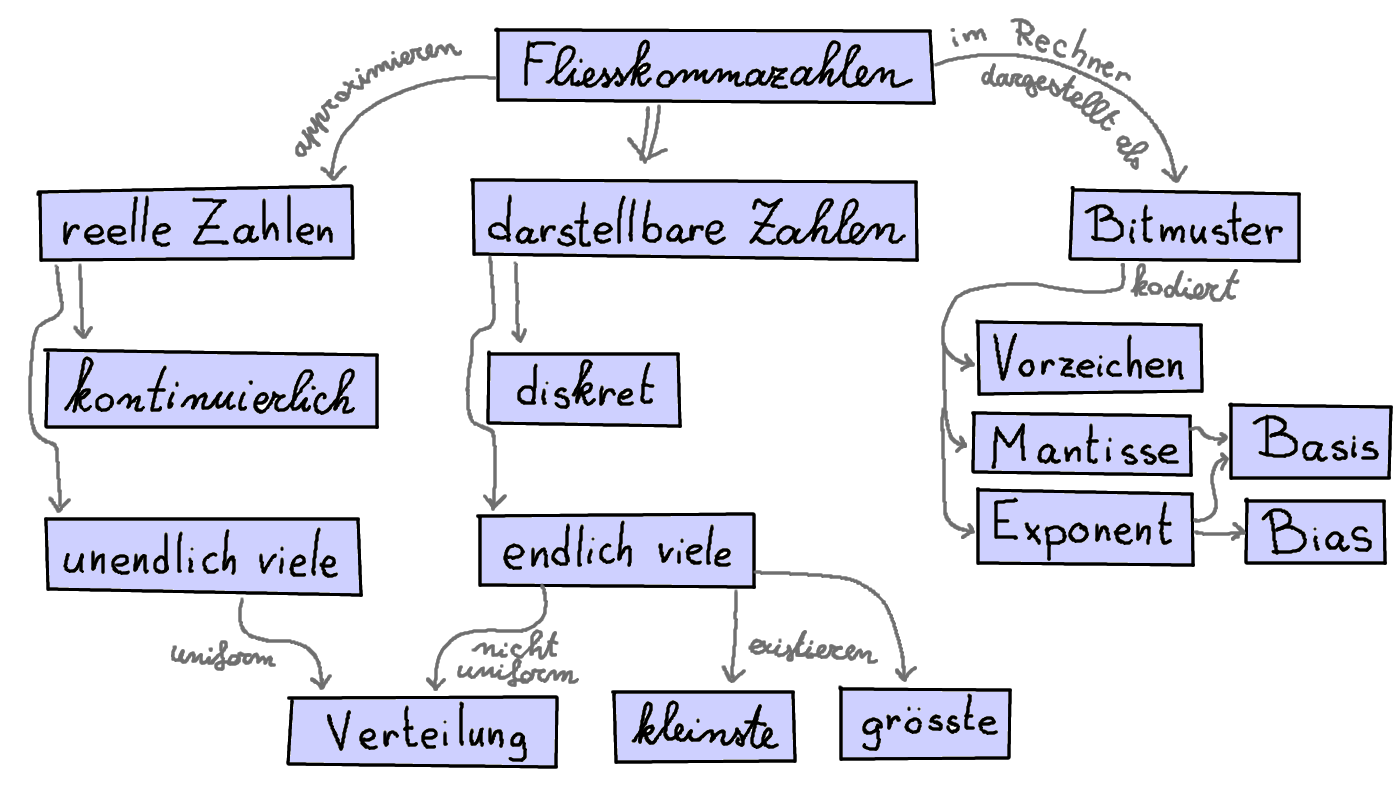 Fliesskommazahlen
approximieren
im Rechner
dargestellt als
reelle Zahlen
darstellbare Zahlen
Bitmuster
kodiert
kontinuierlich
diskret
Vorzeichen
Mantisse
Basis
Exponent
Bias
unendlich viele
endlich viele
uniform
nicht
uniform
existieren
Verteilung
kleinste
grösste